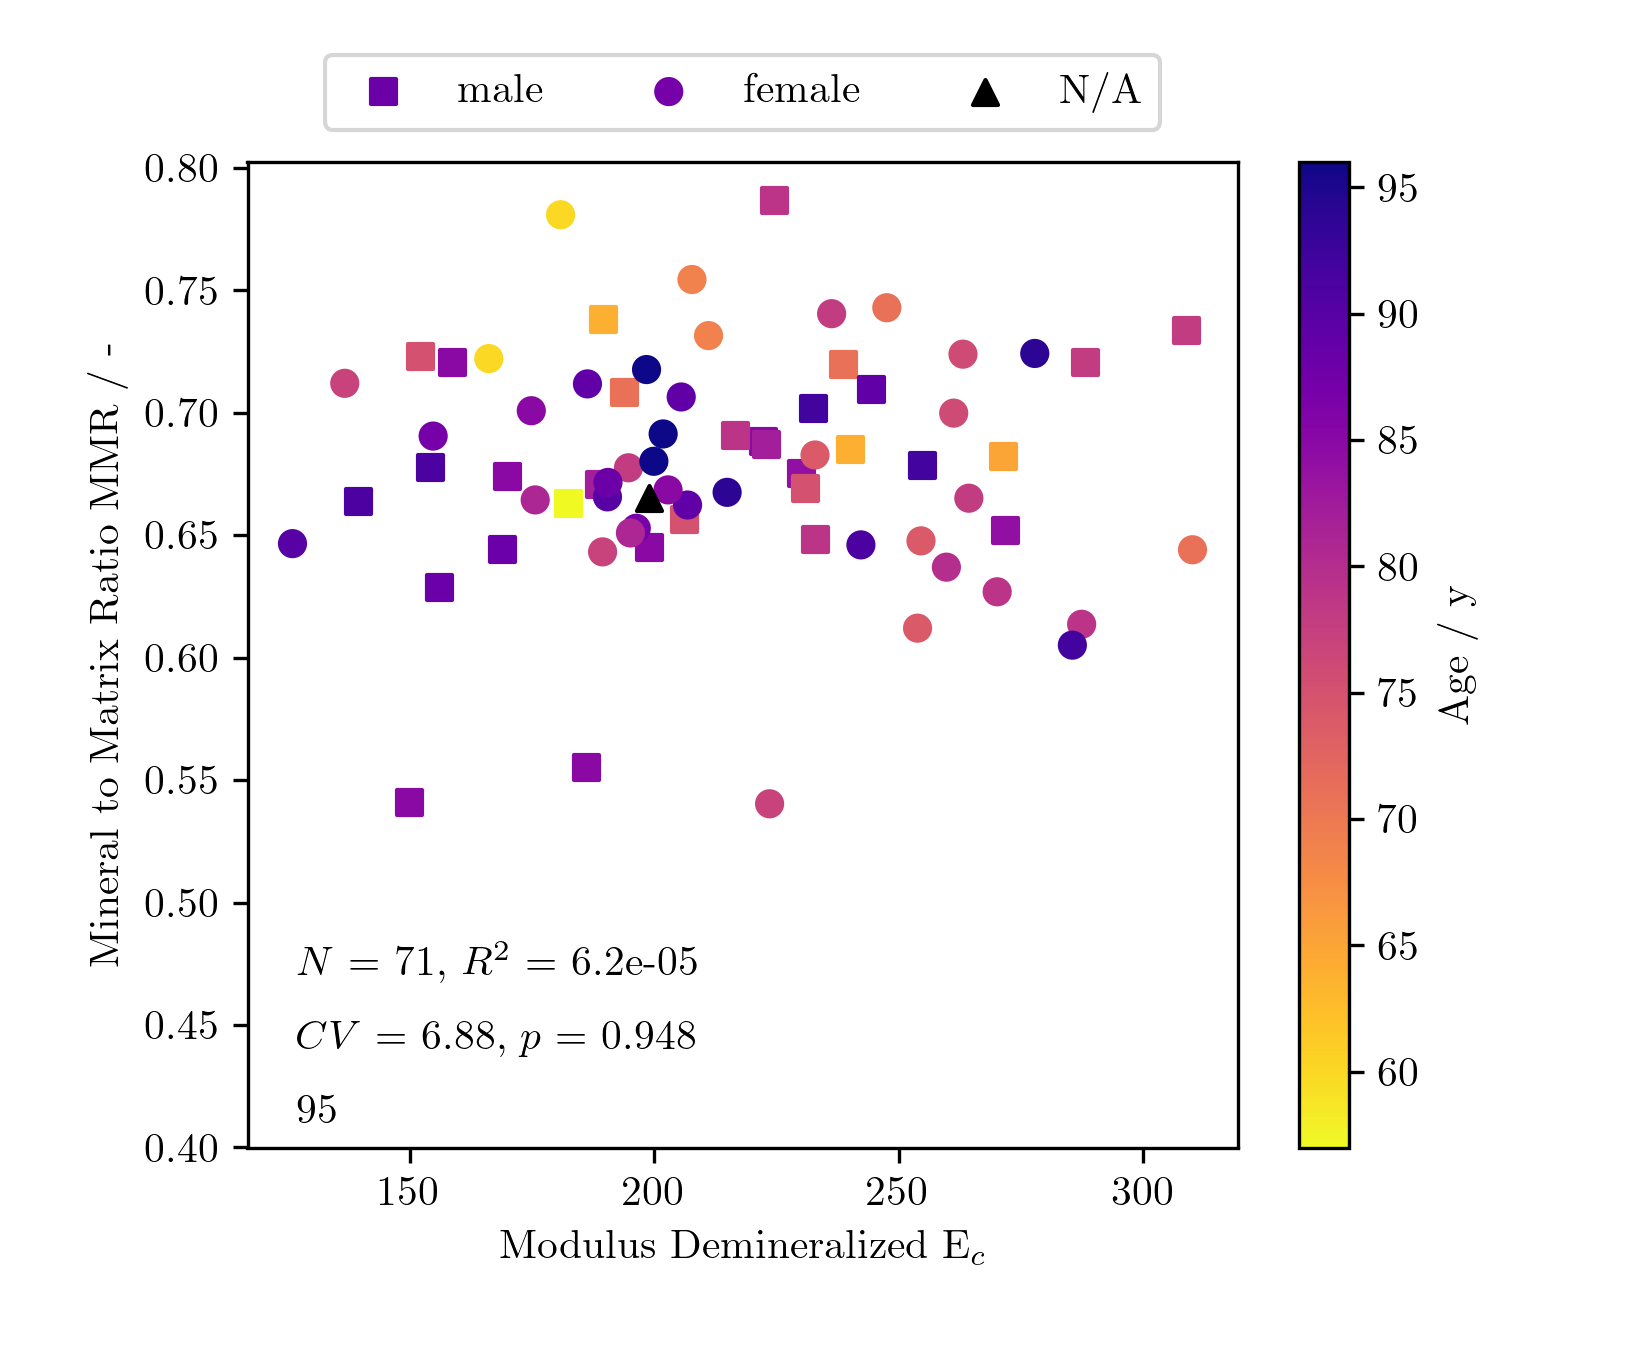 male female N/A
0.80
0.75
0.70
0.65
0.60
0.55
0.50
0.45
0.40
Mineral to Matrix Ratio MMR / -
N = 71, R² = 6.2e-05
CV = 6.88, p = 0.948
95
150 200 250 300
Modulus Demineralized E_c
95
90
85
80
75
70
65
60
Age / y